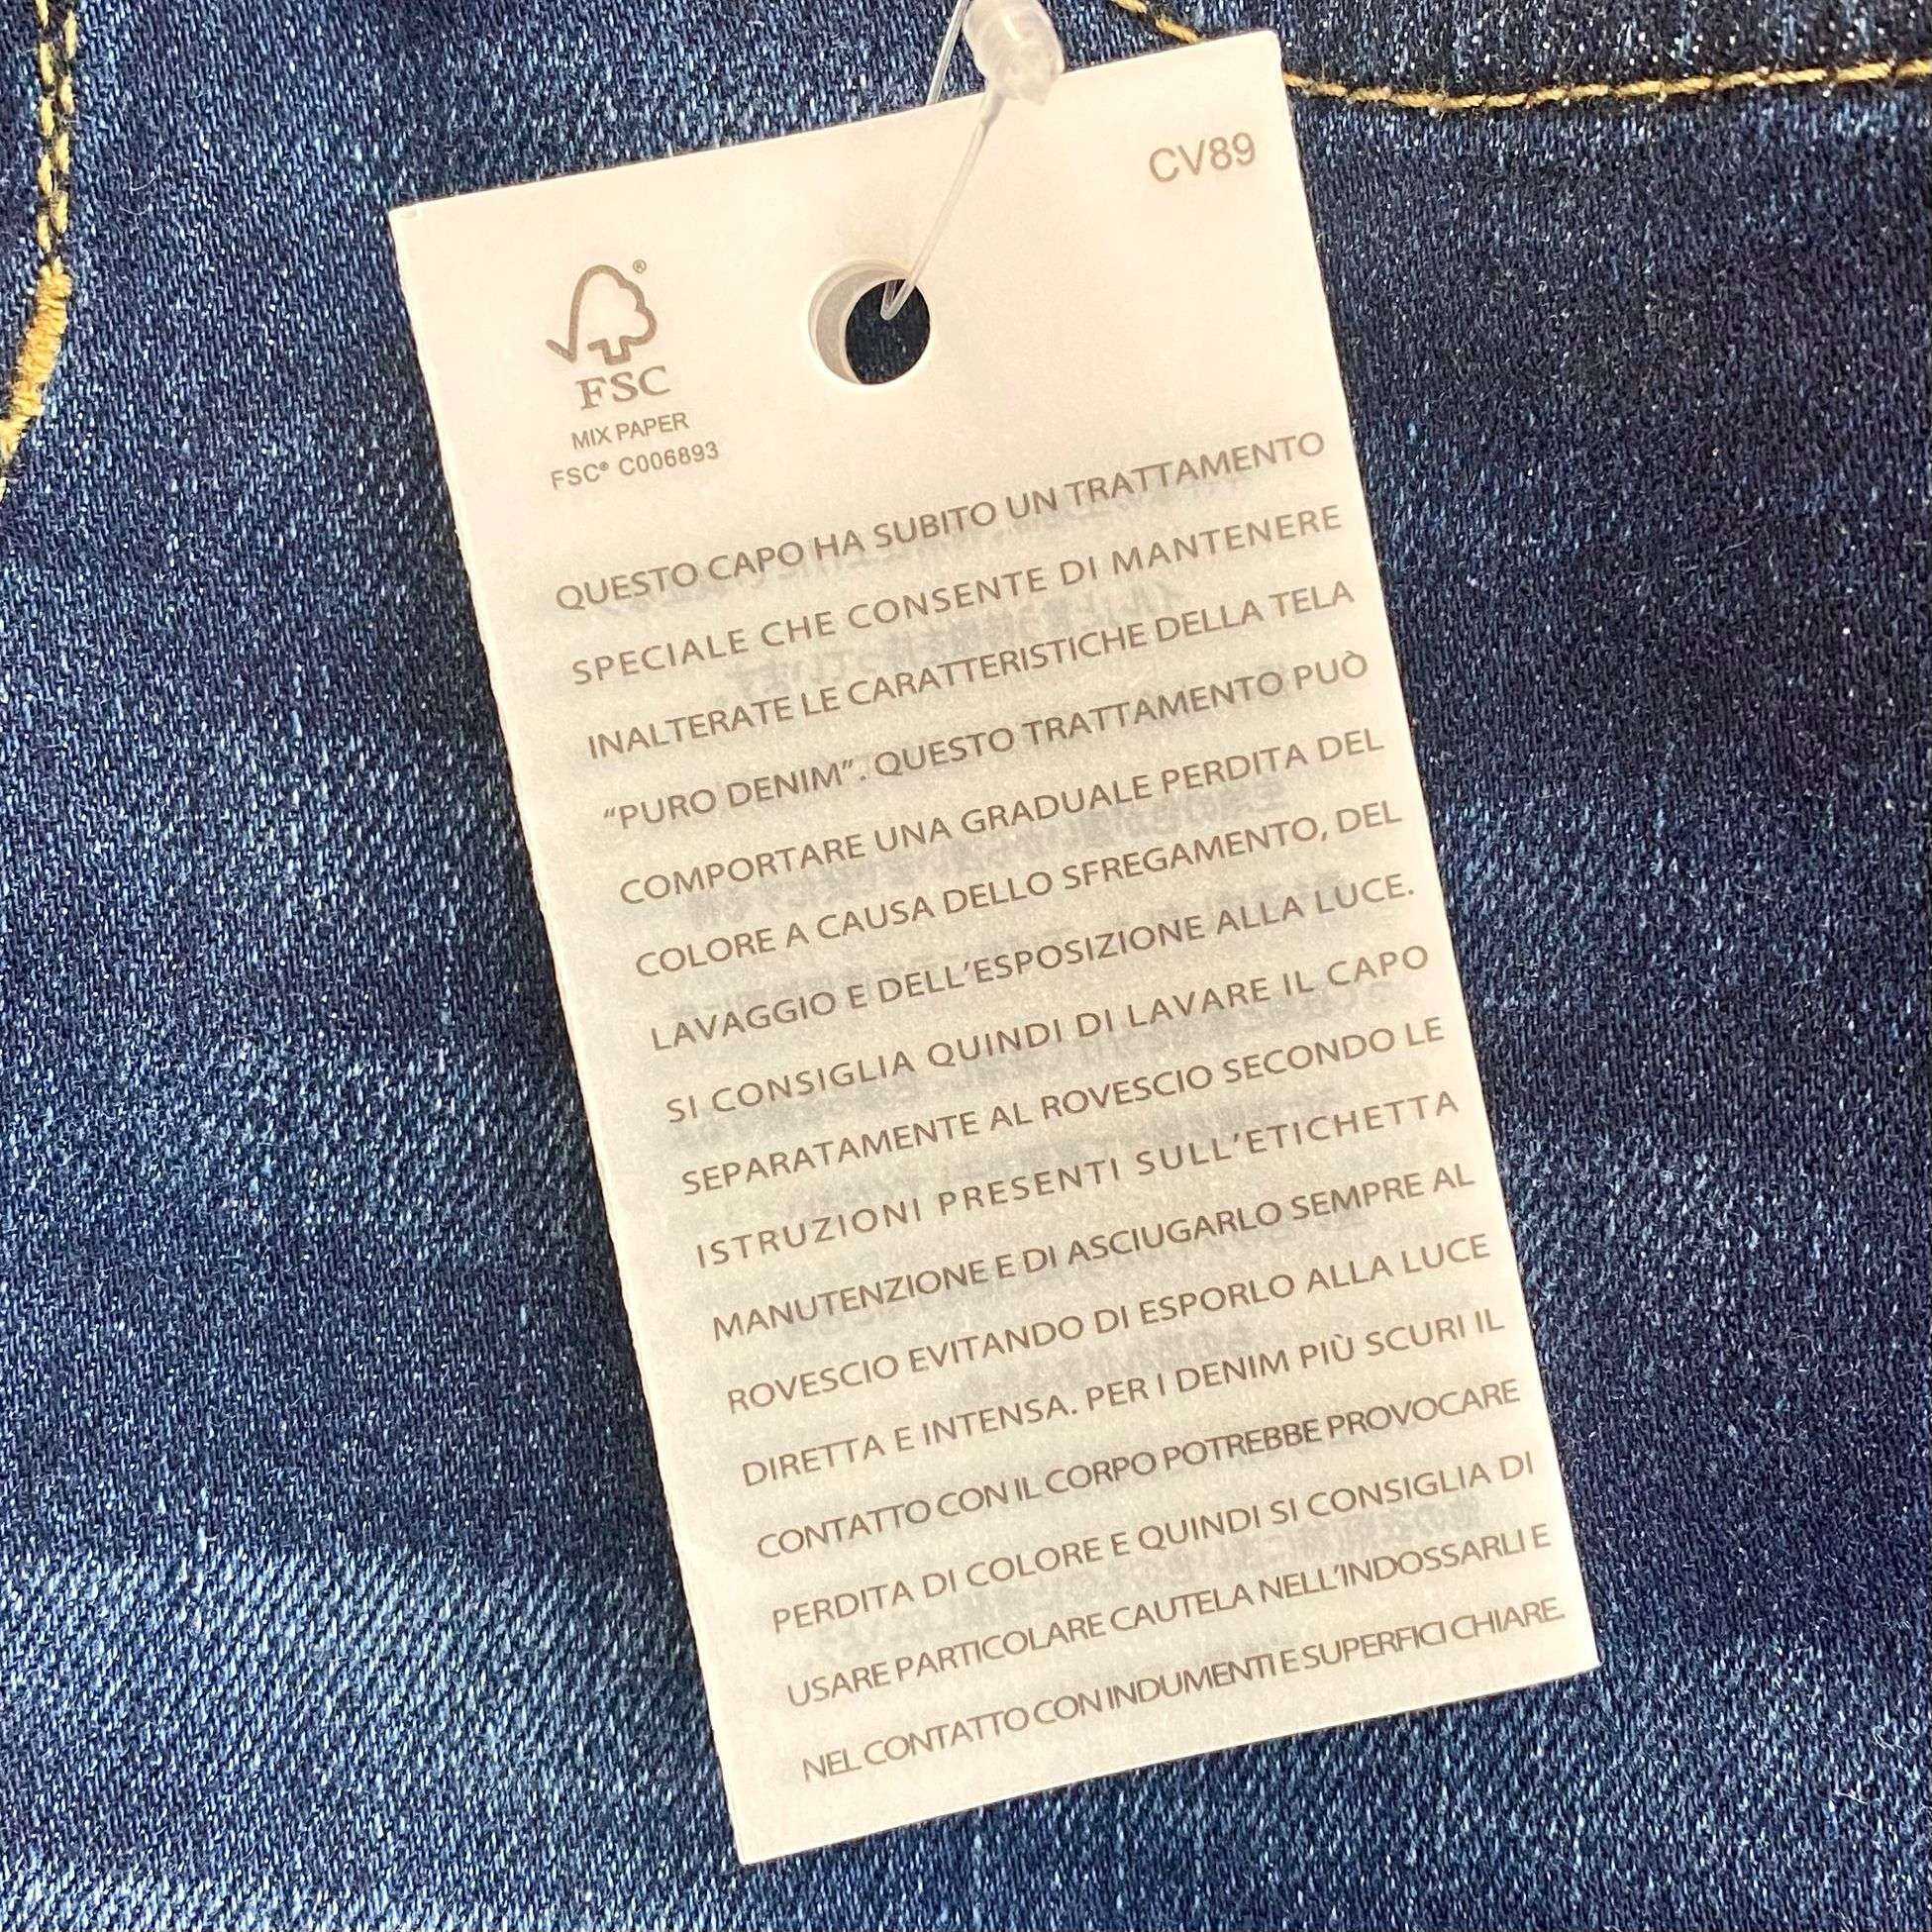 CV89
FSC
MIX PAPER
FSC® C006893
QUESTO CAPO HA SUBITO UN TRATTAMENTO
SPECIALE CHE CONSENTE DI MANTENERE
INALTERATE LE CARATTERISTICHE DELLA TELA
“PURO DENIM”. QUESTO TRATTAMENTO PUÒ
COMPORTARE UNA GRADUALE PERDITA DEL
COLORE A CAUSA DELLO SFREGAMENTO, DEL
LAVAGGIO E DELL’ESPOSIZIONE ALLA LUCE.
SI CONSIGLIA QUINDI DI LAVARE IL CAPO
SEPARATAMENTE AL ROVESCIO SECONDO LE
ISTRUZIONI PRESENTI SULL’ETICHETTA
MANUTENZIONE E DI ASCIUGARLO SEMPRE AL
ROVESCIO EVITANDO DI ESPORLO ALLA LUCE
DIRETTA E INTENSA. PER I DENIM PIÙ SCURI IL
CONTATTO CON IL CORPO POTREBBE PROVOCARE
PERDITA DI COLORE E QUINDI SI CONSIGLIA DI
USARE PARTICOLARE CAUTELA NELL’INDOSSARLI E
NEL CONTATTO CON INDUMENTI E SUPERFICI CHIARE.